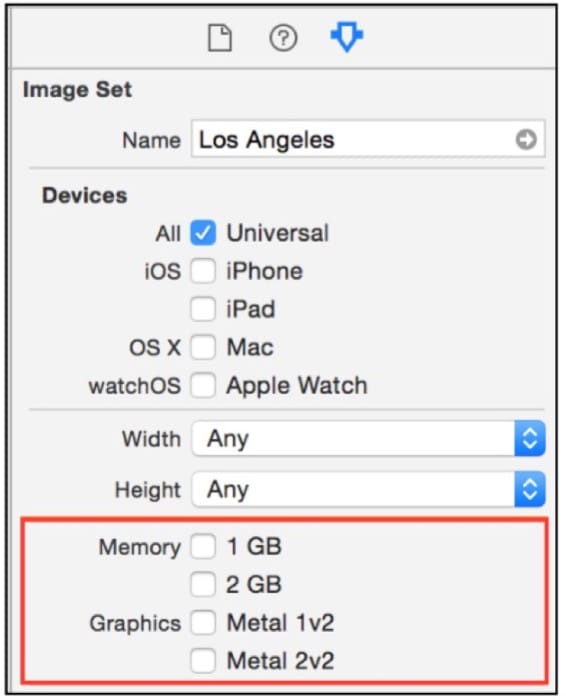 ?
Image Set
Name Los Angeles
Devices
All Universal
iOS iPhone
iPad
OS X Mac
watchOS Apple Watch
Width Any
Height Any
Memory 1 GB
2 GB
Graphics Metal 1v2
Metal 2v2